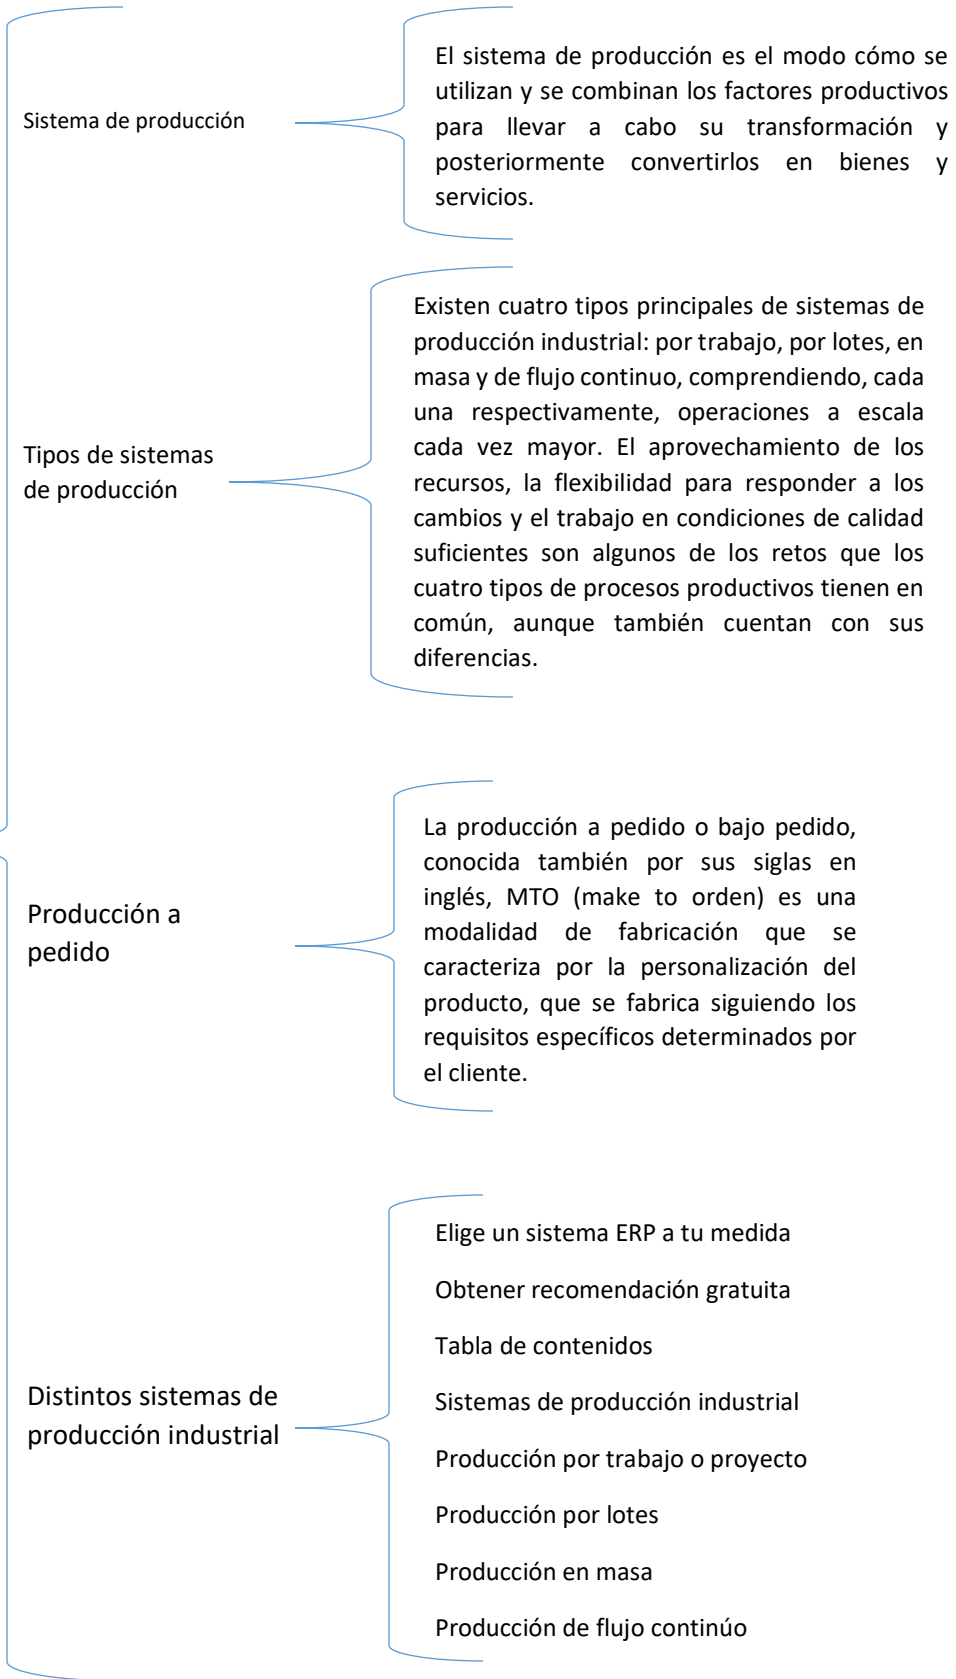 Sistema de producción
El sistema de producción es el modo cómo se
utilizan y se combinan los factores productivos
para llevar a cabo su transformación y
posteriormente convertirlos en bienes y
servicios.
Tipos de sistemas
de producción
Existen cuatro tipos principales de sistemas de
producción industrial: por trabajo, por lotes, en
masa y de flujo continuo, comprendiendo, cada
una respectivamente, operaciones a escala
cada vez mayor. El aprovechamiento de los
recursos, la flexibilidad para responder a los
cambios y el trabajo en condiciones de calidad
suficientes son algunos de los retos que los
cuatro tipos de procesos productivos tienen en
común, aunque también cuentan con sus
diferencias.
Producción a
pedido
La producción a pedido o bajo pedido,
conocida también por sus siglas en
inglés, MTO (make to orden) es una
modalidad de fabricación que se
caracteriza por la personalización del
producto, que se fabrica siguiendo los
requisitos específicos determinados por
el cliente.
Distintos sistemas de
producción industrial
Elige un sistema ERP a tu medida
Obtener recomendación gratuita
Tabla de contenidos
Sistemas de producción industrial
Producción por trabajo o proyecto
Producción por lotes
Producción en masa
Producción de flujo continúo